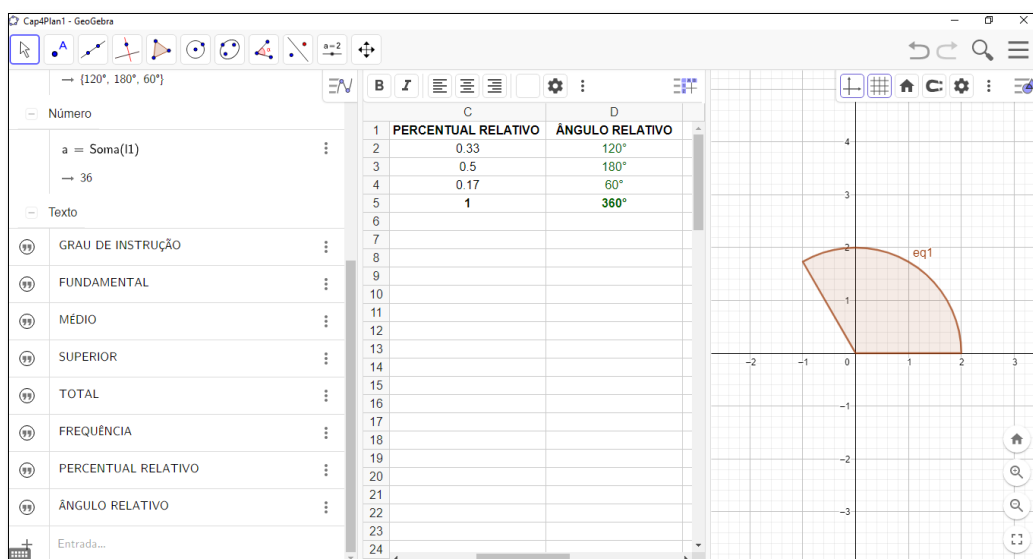 Cap4Plan1 - GeoGebra
A
a=2
→ {120°, 180°, 60°}
Número
a = Soma(l1)
→ 36
Texto
GRAU DE INSTRUÇÃO
FUNDAMENTAL
MÉDIO
SUPERIOR
TOTAL
FREQUÊNCIA
PERCENTUAL RELATIVO
ÂNGULO RELATIVO
Entrada...
B I
C D
1 PERCENTUAL RELATIVO ÂNGULO RELATIVO
2 0.33 120°
3 0.5 180°
4 0.17 60°
5 1 360°
6
7
8
9
10
11
12
13
14
15
16
17
18
19
20
21
22
23
24
4
3
2
eq1
1
−2 −1 0 1 2 3
−1
−2
−3